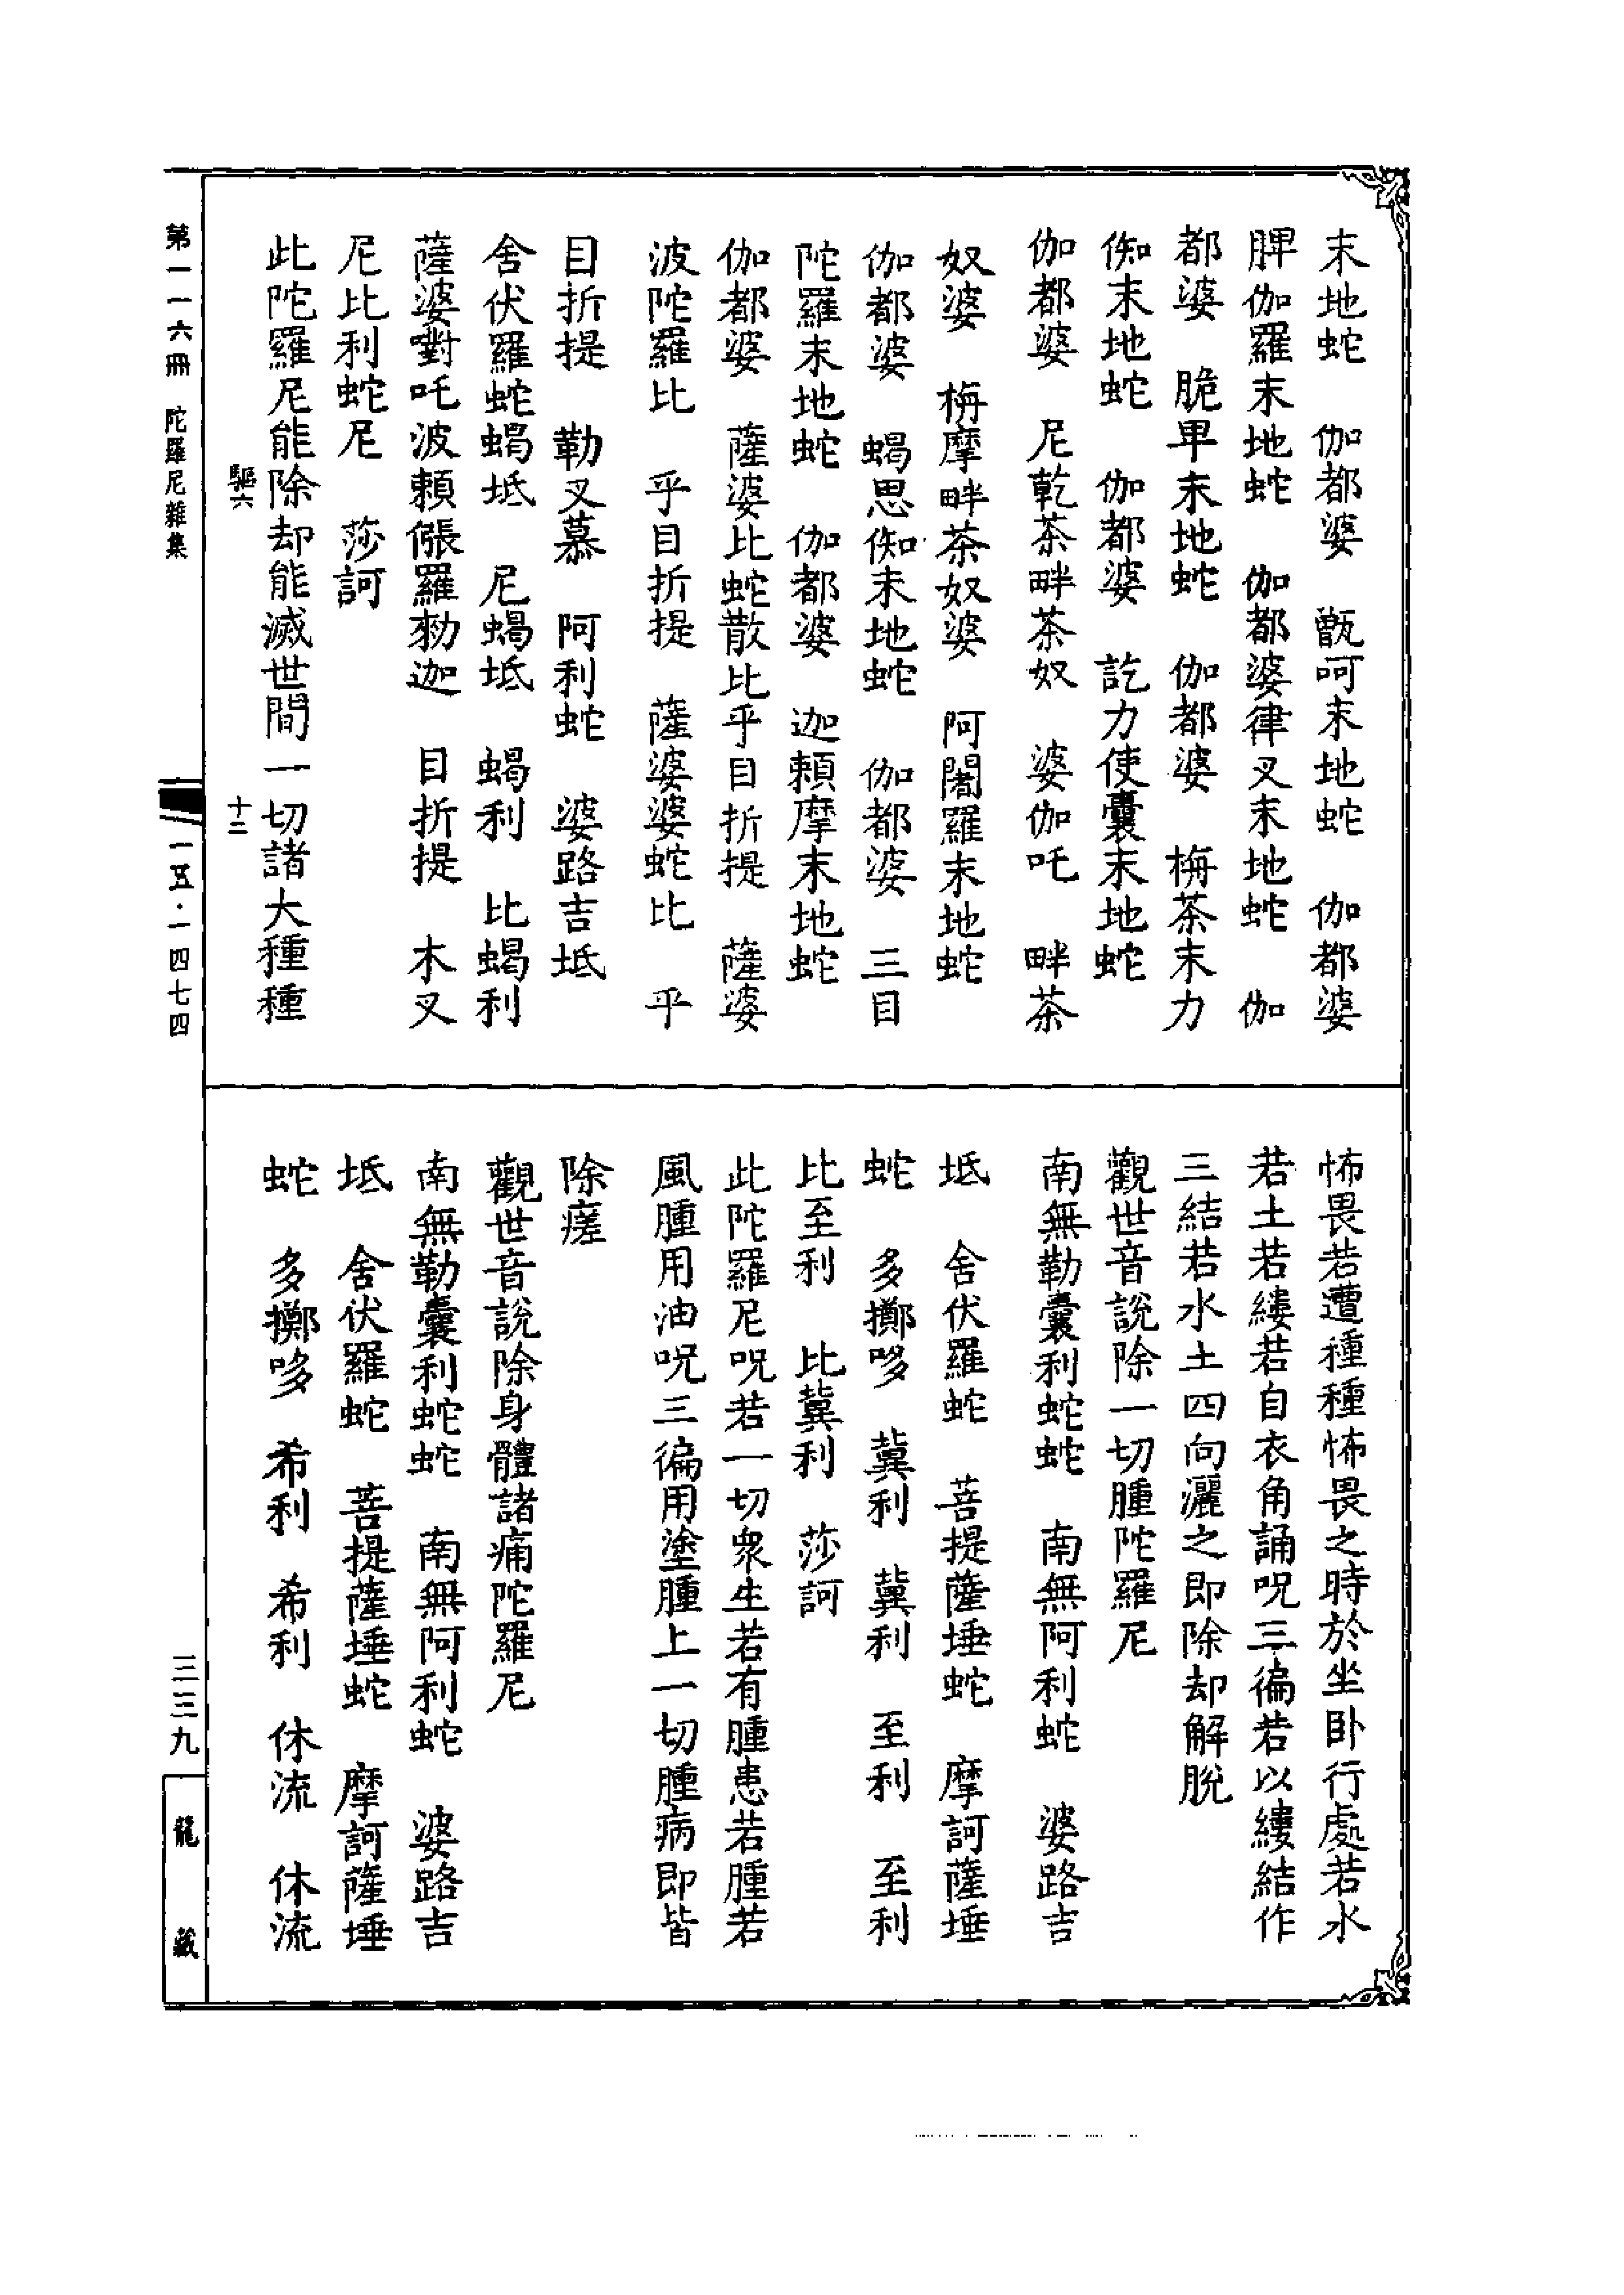 末地蛇　伽都婆　甑呵末地蛇　伽都婆
脾伽羅末地蛇　伽都婆律叉末地蛇　伽
都婆　脆卑末地蛇　伽都婆　梅茶末力
㑛末地蛇　伽都婆　訖力使囊末地蛇
伽都婆　尼乾茶畔茶奴　婆伽吒　畔茶
奴婆　梅摩畔茶奴婆　阿闍羅末地蛇
伽都婆　蝎思㑛末地蛇　伽都婆　三目
陀羅末地蛇　伽都婆　迦賴摩末地蛇
伽都婆　薩婆比蛇散比乎目折提　薩婆
波陀羅比　乎目折提　薩婆婆蛇比　乎
目折提　勒叉慕　阿利蛇　婆路吉坻
舍伏羅蛇蝎坻　尼蝎坻　蝎利　比蝎利
薩婆嚉吒波賴倀羅勑迦　目折提　木叉
尼比利蛇尼　莎訶
此陀羅尼能除却能滅世間一切諸大種種
怖畏若遭種種怖畏之時於坐卧行處若水
若土若縷若自衣角誦呪三徧若以縷結作
三結若水土四向灑之即除却解脫
觀世音說除一切腫陀羅尼
南無勒囊利蛇蛇　南無阿利蛇　婆路吉
坻　舍伏羅蛇　菩提薩埵蛇　摩訶薩埵
蛇　多擲哆　冀利　冀利　至利　至利
比至利　比冀利　莎訶
此陀羅尼呪若一切衆生若有腫患若腫若
風腫用油呪三徧用塗腫上一切腫病即皆
除瘥
觀世音說除身體諸痛陀羅尼
南無勒囊利蛇蛇　南無阿利蛇　婆路吉
坻　舍伏羅蛇　菩提薩埵蛇　摩訶薩埵
蛇　多擲哆　希利　希利　休流　休流
驅六　十二
第一一六冊　陀羅尼雜集
一五·一四七四
三三九
龍藏